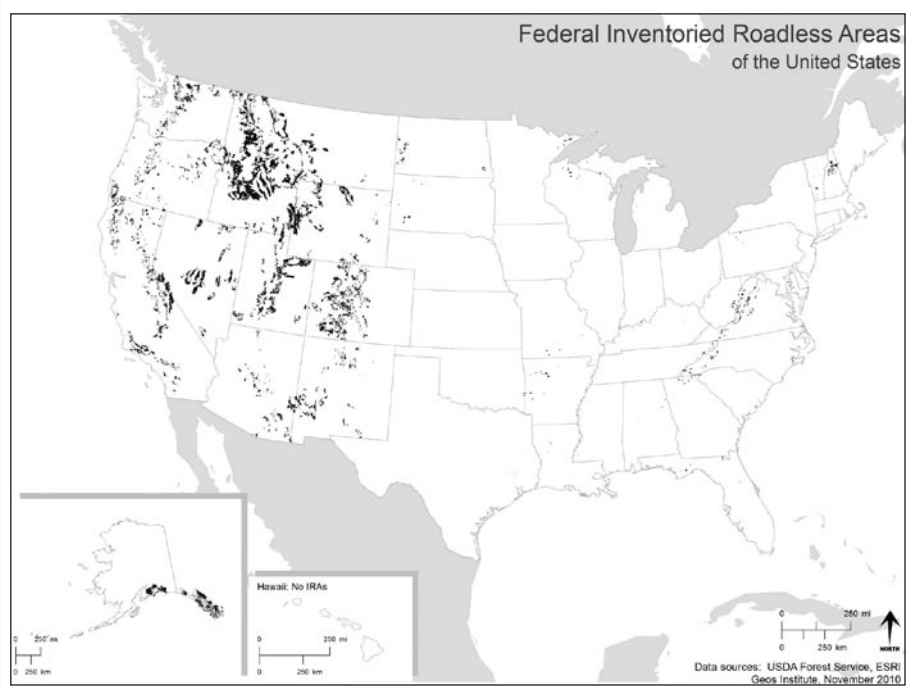 Federal Inventoried Roadless Areas
of the United States
Hawaii: No IRAs
0 250 mi
0 250 km
0 250 mi
0 250 km
0 250 mi
0 250 km
NORTH
Data sources: USDA Forest Service, ESRI
Geos Institute, November 2010